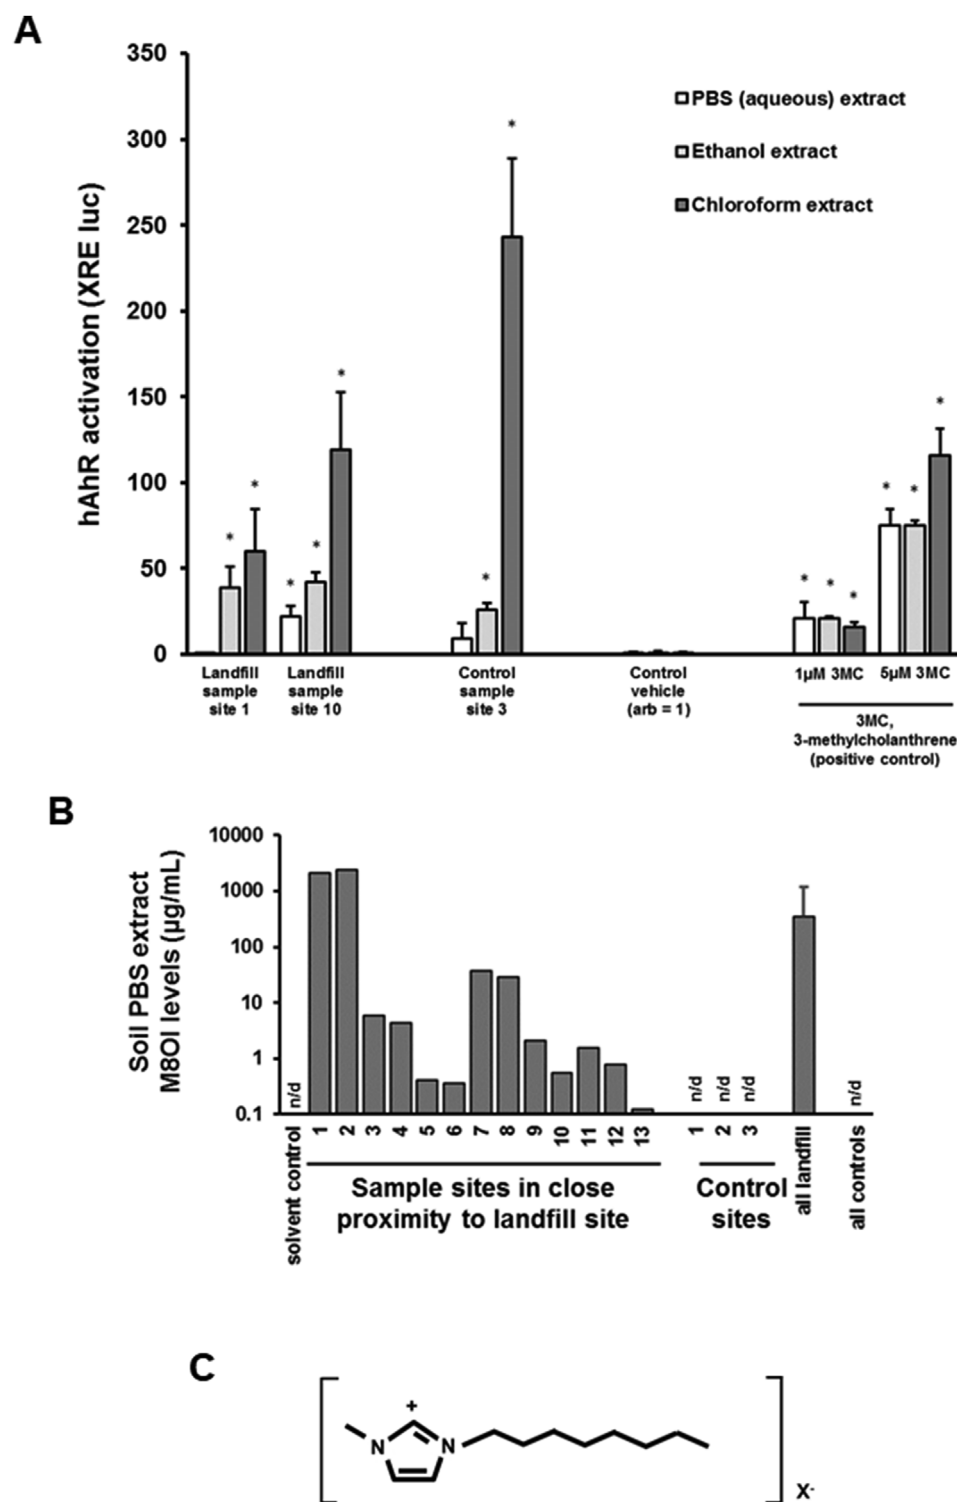 A
hAhR activation (XRE luc)
350
300
250
200
150
100
50
0
PBS (aqueous) extract
Ethanol extract
Chloroform extract
* * * * * * * * * * * * *
Landfill
sample
site 1
Landfill
sample
site 10
Control
sample
site 3
Control
vehicle
(arb = 1)
1µM 3MC
5µM 3MC
3MC,
3-methylcholanthrene
(positive control)
B
Soil PBS extract
M8OI levels (µg/mL)
10000
1000
100
10
1
0.1
n/d
n/d
n/d
n/d
n/d
solvent control
1
2
3
4
5
6
7
8
9
10
11
12
13
1
2
3
all landfill
all controls
Sample sites in close
proximity to landfill site
Control
sites
C
+
N
N
X-